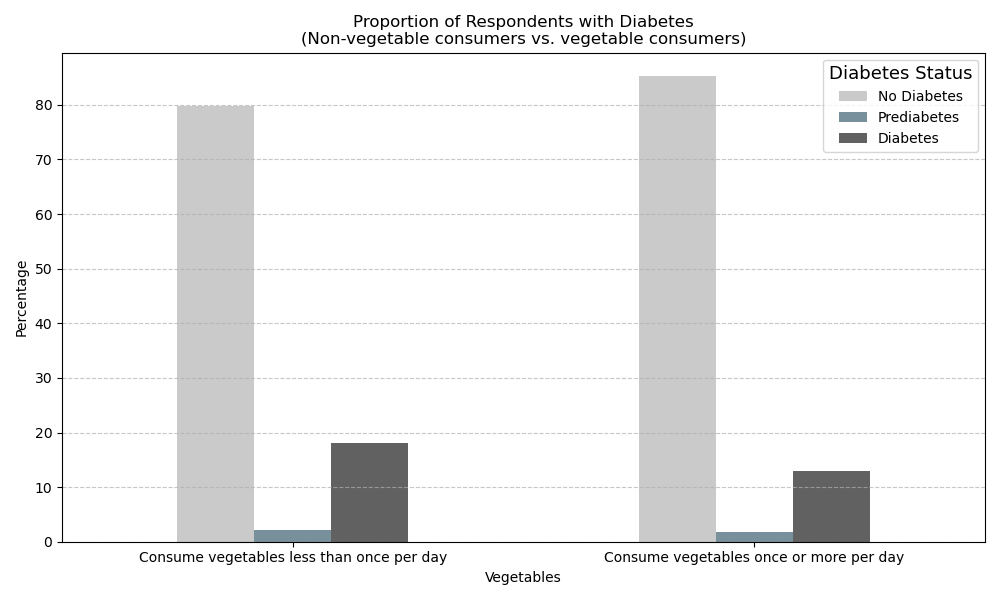 Proportion of Respondents with Diabetes
(Non-vegetable consumers vs. vegetable consumers)
Diabetes Status
No Diabetes
Prediabetes
Diabetes
Percentage
80
70
60
50
40
30
20
10
0
Consume vegetables less than once per day
Consume vegetables once or more per day
Vegetables